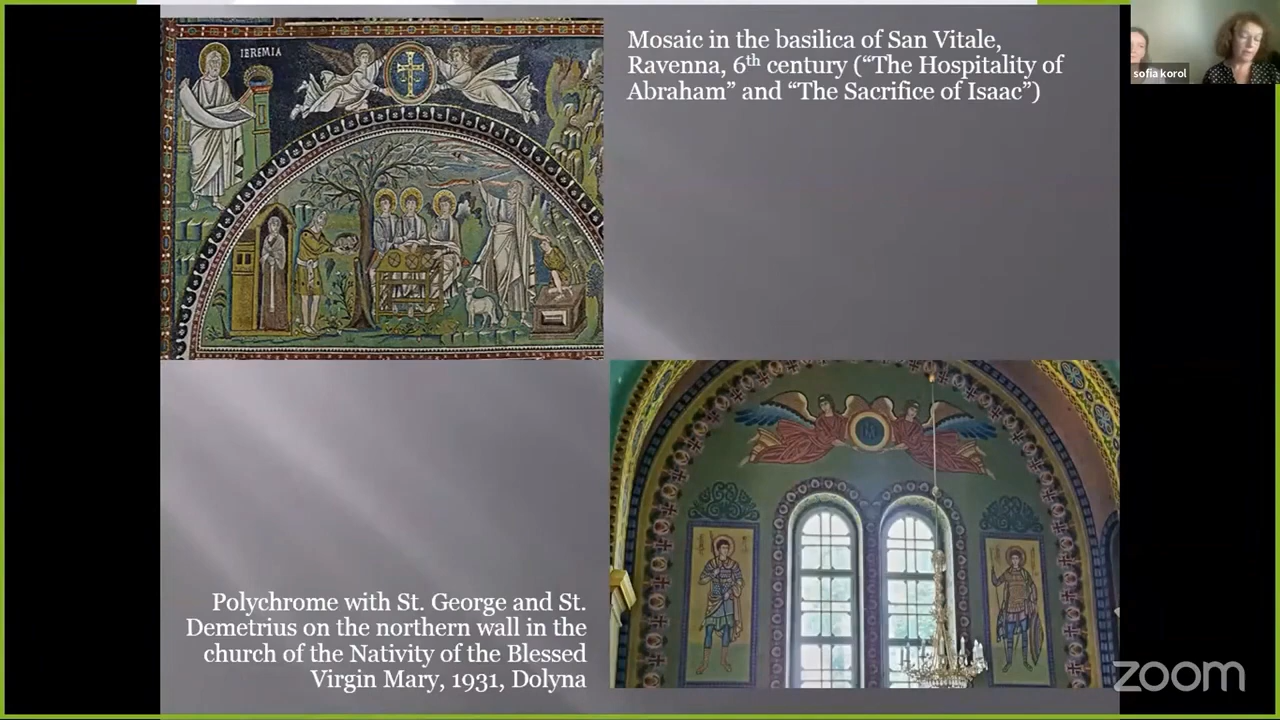 Mosaic in the basilica of San Vitale,
Ravenna, 6th century (“The Hospitality of
Abraham” and “The Sacrifice of Isaac”)
sofia korol
IEREMIA
Polychrome with St. George and St.
Demetrius on the northern wall in the
church of the Nativity of the Blessed
Virgin Mary, 1931, Dolyna
zoom